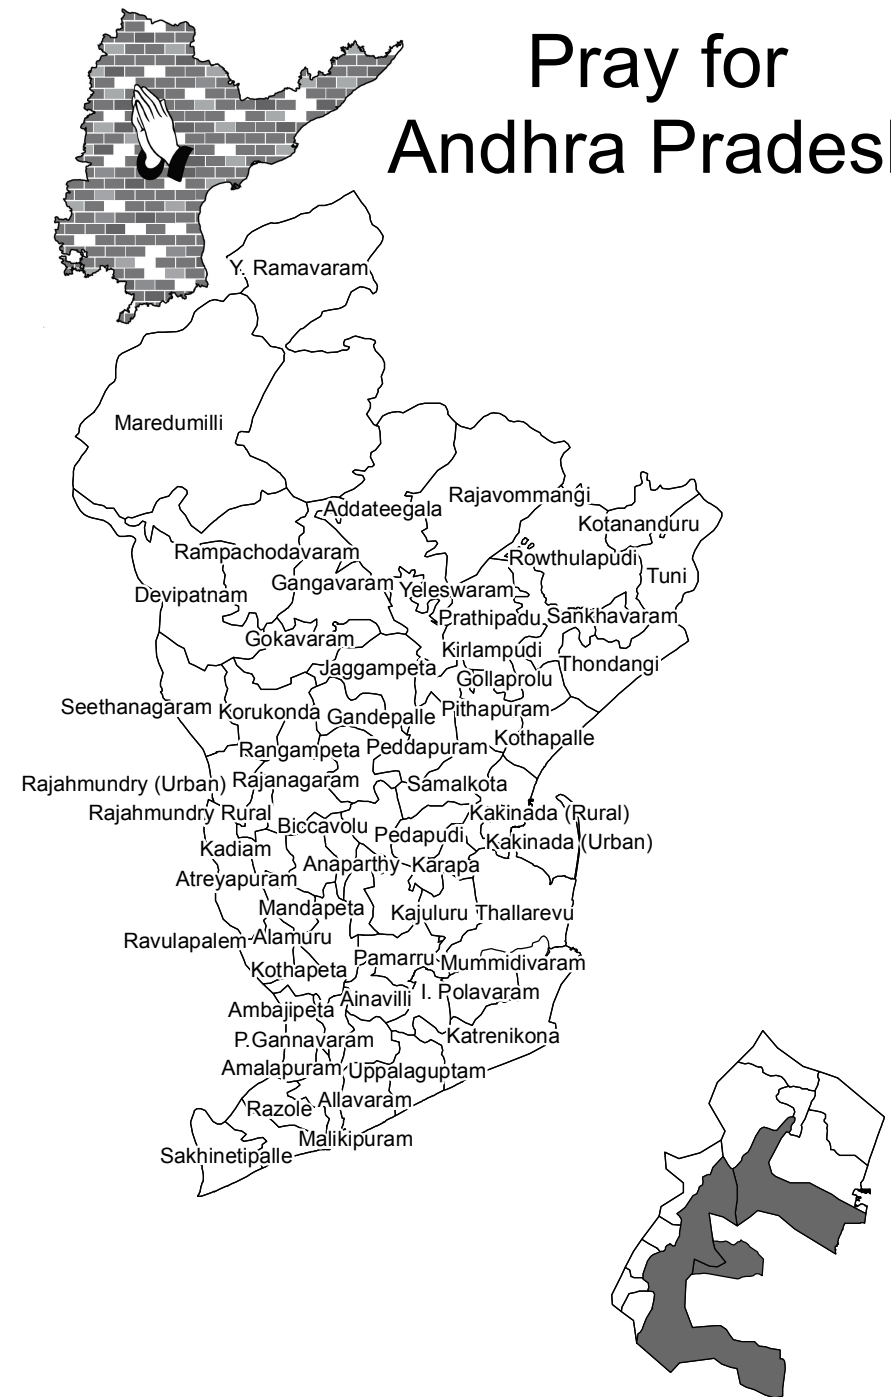 Pray for
Andhra Pradesh
Y. Ramavaram
Maredumilli
Rajavommangi
Addateegala
Kotananduru
Rampachodavaram
Rowthulapudi
Tuni
Gangavaram
Yeleswaram
Devipatnam
Prathipadu
Sankhavaram
Gokavaram
Kirlampudi
Thondangi
Jaggampeta
Gollaprolu
Seethanagaram
Korukonda
Gandepalle
Pithapuram
Kothapalle
Rangampeta
Peddapuram
Rajahmundry (Urban)
Rajanagaram
Samalkota
Rajahmundry Rural
Kakinada (Rural)
Biccavolu
Pedapudi
Kakinada (Urban)
Kadiam
Anaparthy
Karapa
Atreyapuram
Mandapeta
Kajuluru
Thallarevu
Ravulapalem
Alamuru
Pamarru
Mummidivaram
Kothapeta
Ainavilli
I. Polavaram
Ambajipeta
P.Gannavaram
Katrenikona
Amalapuram
Uppalaguptam
Razole
Allavaram
Malikipuram
Sakhinetipalle